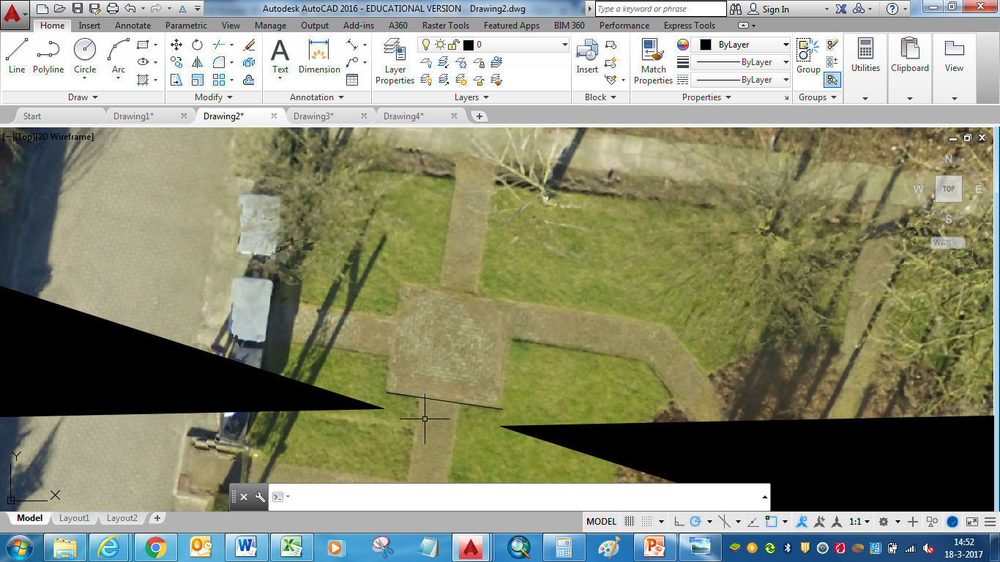 Autodesk AutoCAD 2016 - EDUCATIONAL VERSION Drawing2.dwg
Type a keyword or phrase
Sign In
Home Insert Annotate Parametric View Manage Output Add-ins A360 Raster Tools Featured Apps BIM 360 Performance Express Tools
Line Polyline Circle Arc
Text Dimension
Layer Properties
0
Insert
Match Properties
ByLayer
ByLayer
ByLayer
Group
Utilities
Clipboard
View
Draw Modify Annotation Layers Block Properties Groups
Start Drawing1* Drawing2* Drawing3* Drawing4*
[−][Top][2D Wireframe]
N
W TOP E
S
WCS
Y
X
Model Layout1 Layout2
MODEL
1:1
14:52
18-3-2017